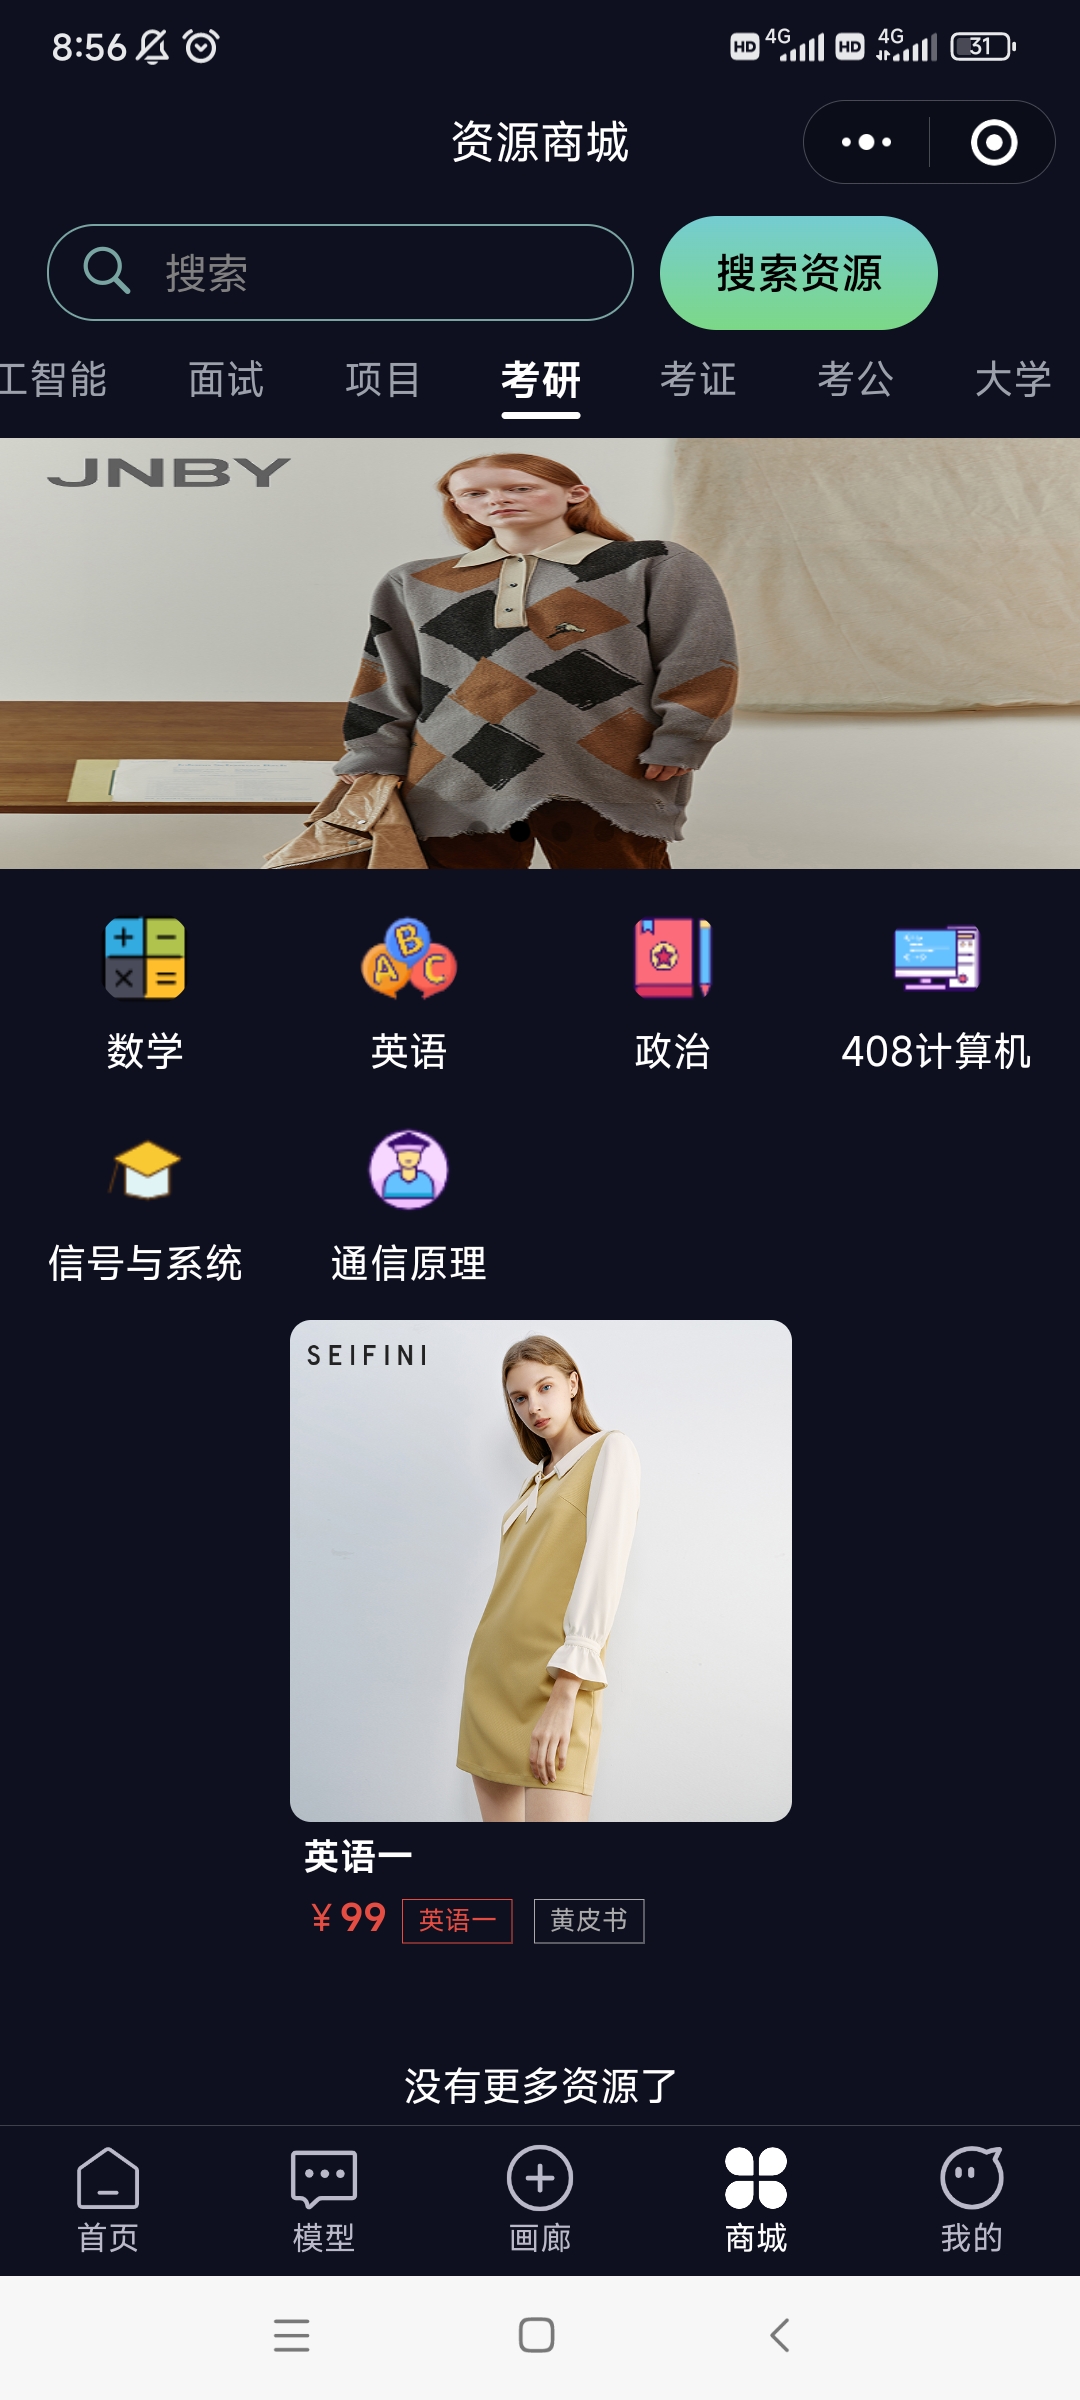 8:56 HD 4G HD 4G 31
资源商城
搜索 搜索资源
工智能 面试 项目 考研 考证 考公 大学
JNBY
数学 英语 政治 408计算机
信号与系统 通信原理
SEIFINI
英语一
¥99 英语一 黄皮书
没有更多资源了
首页 模型 画廊 商城 我的